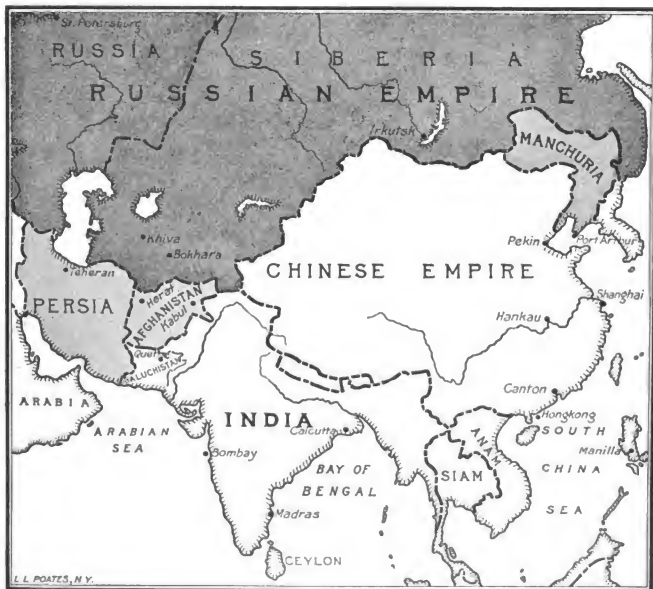 St. Petersburg
RUSSIA
SIBERIA
RUSSIAN EMPIRE
Irkutsk
MANCHURIA
Khiva
Bokhara
Pekin
Port Arthur
Teheran
CHINESE EMPIRE
PERSIA
Herat
AFGHANISTAN
Kabul
Shanghai
Hankau
Quetta
BALUCHISTAN
Canton
ARABIA
INDIA
Hongkong
ARABIAN
SEA
Calcutta
ANAM
SOUTH
CHINA
SEA
Manilla
Bombay
BAY OF
BENGAL
SIAM
Madras
CEYLON
L.L. POATES, N.Y.